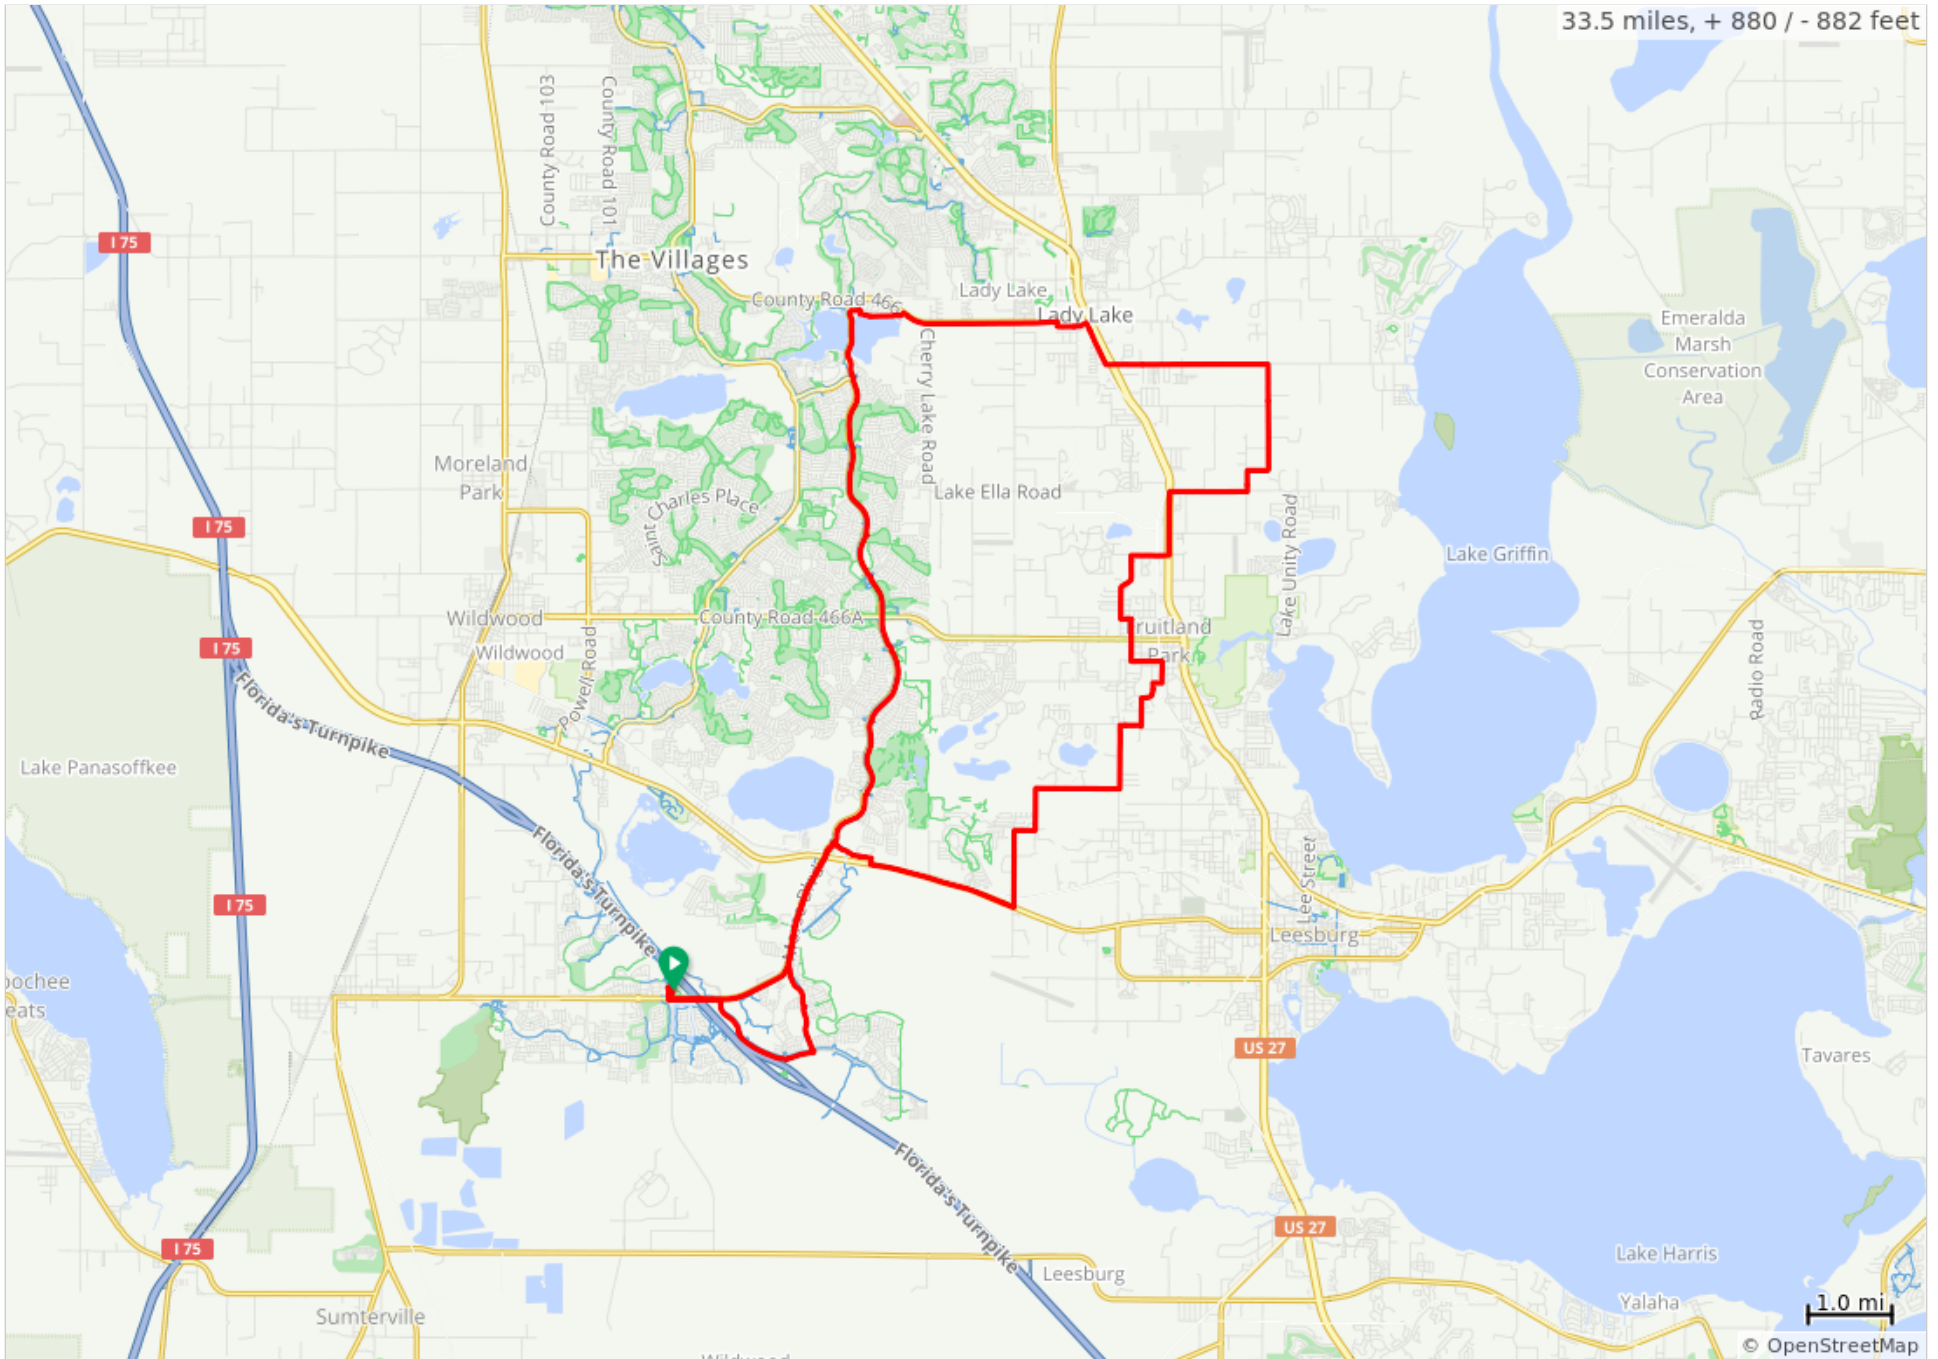 33.5 miles, + 880 / - 882 feet
County Road 103
County Road 101
I 75
The Villages
County Road 466
Lady Lake
Lady Lake
Cherry Lake Road
Emeralda
Marsh
Conservation
Area
Moreland
Park
Saint Charles Place
Lake Ella Road
I 75
Lake Unity Road
Lake Griffin
Wildwood
County Road 466A
ruitland
Park
I 75
Wildwood
Powell Road
Radio Road
Florida's Turnpike
Lake Panasoffkee
Florida's Turnpike
Lee Street
I 75
Leesburg
oochee
eats
US 27
Tavares
Florida's Turnpike
US 27
I 75
Leesburg
Lake Harris
Sumterville
Yalaha
1.0 mi
© OpenStreetMap